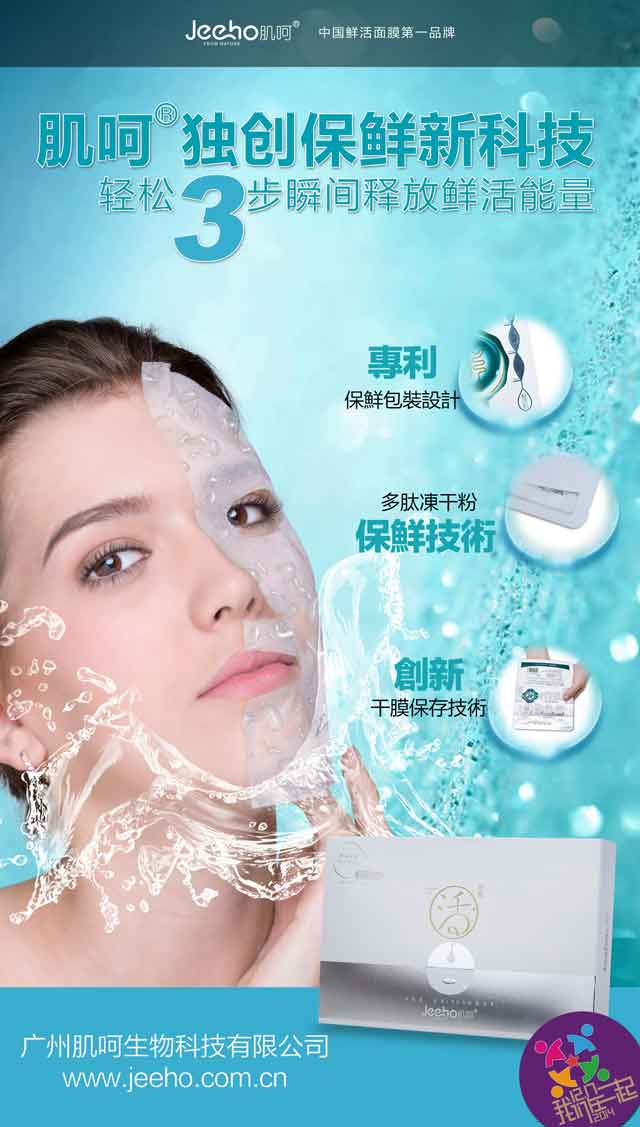 Jeeho肌呵® 中国鲜活面膜第一品牌
FROM NATURE
肌呵®独创保鲜新科技
轻松3步瞬间释放鲜活能量
專利
保鮮包裝設計
多肽凍干粉
保鮮技術
創新
干膜保存技術
活
Jeeho肌呵®
广州肌呵生物科技有限公司
www.jeeho.com.cn
我们在一起
2014